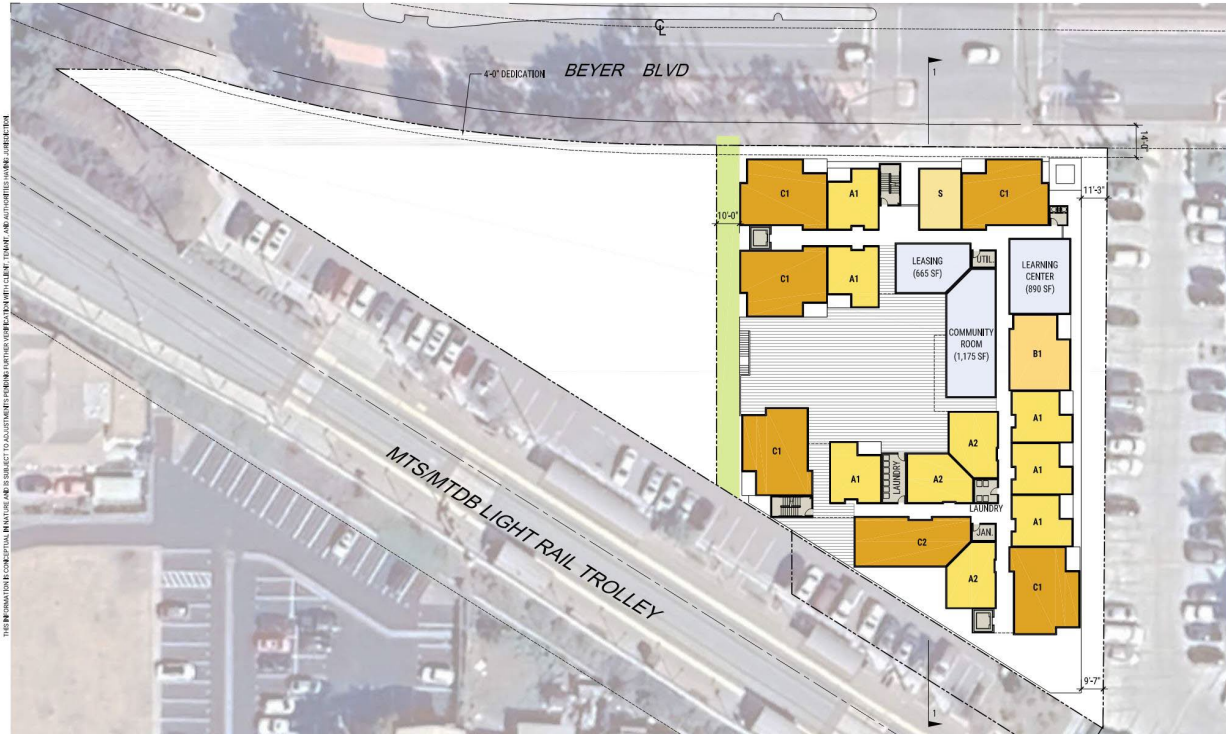 THIS INFORMATION IS CONCEPTUAL IN NATURE AND IS SUBJECT TO ADJUSTMENTS PENDING FURTHER VERIFICATION WITH CLIENT, TENANT, AND AUTHORITIES HAVING JURISDICTION.
CL
4'-0" DEDICATION
BEYER BLVD
1
14'-0"
C1
A1
S
C1
11'-3"
10'-0"
C1
A1
LEASING
(665 SF)
UTIL.
LEARNING
CENTER
(890 SF)
COMMUNITY
ROOM
(1,175 SF)
B1
A1
C1
A2
A1
LAUNDRY
A2
A1
LAUNDRY
A1
C2
JAN.
A2
C1
MTS/MTDB LIGHT RAIL TROLLEY
9'-7"
1